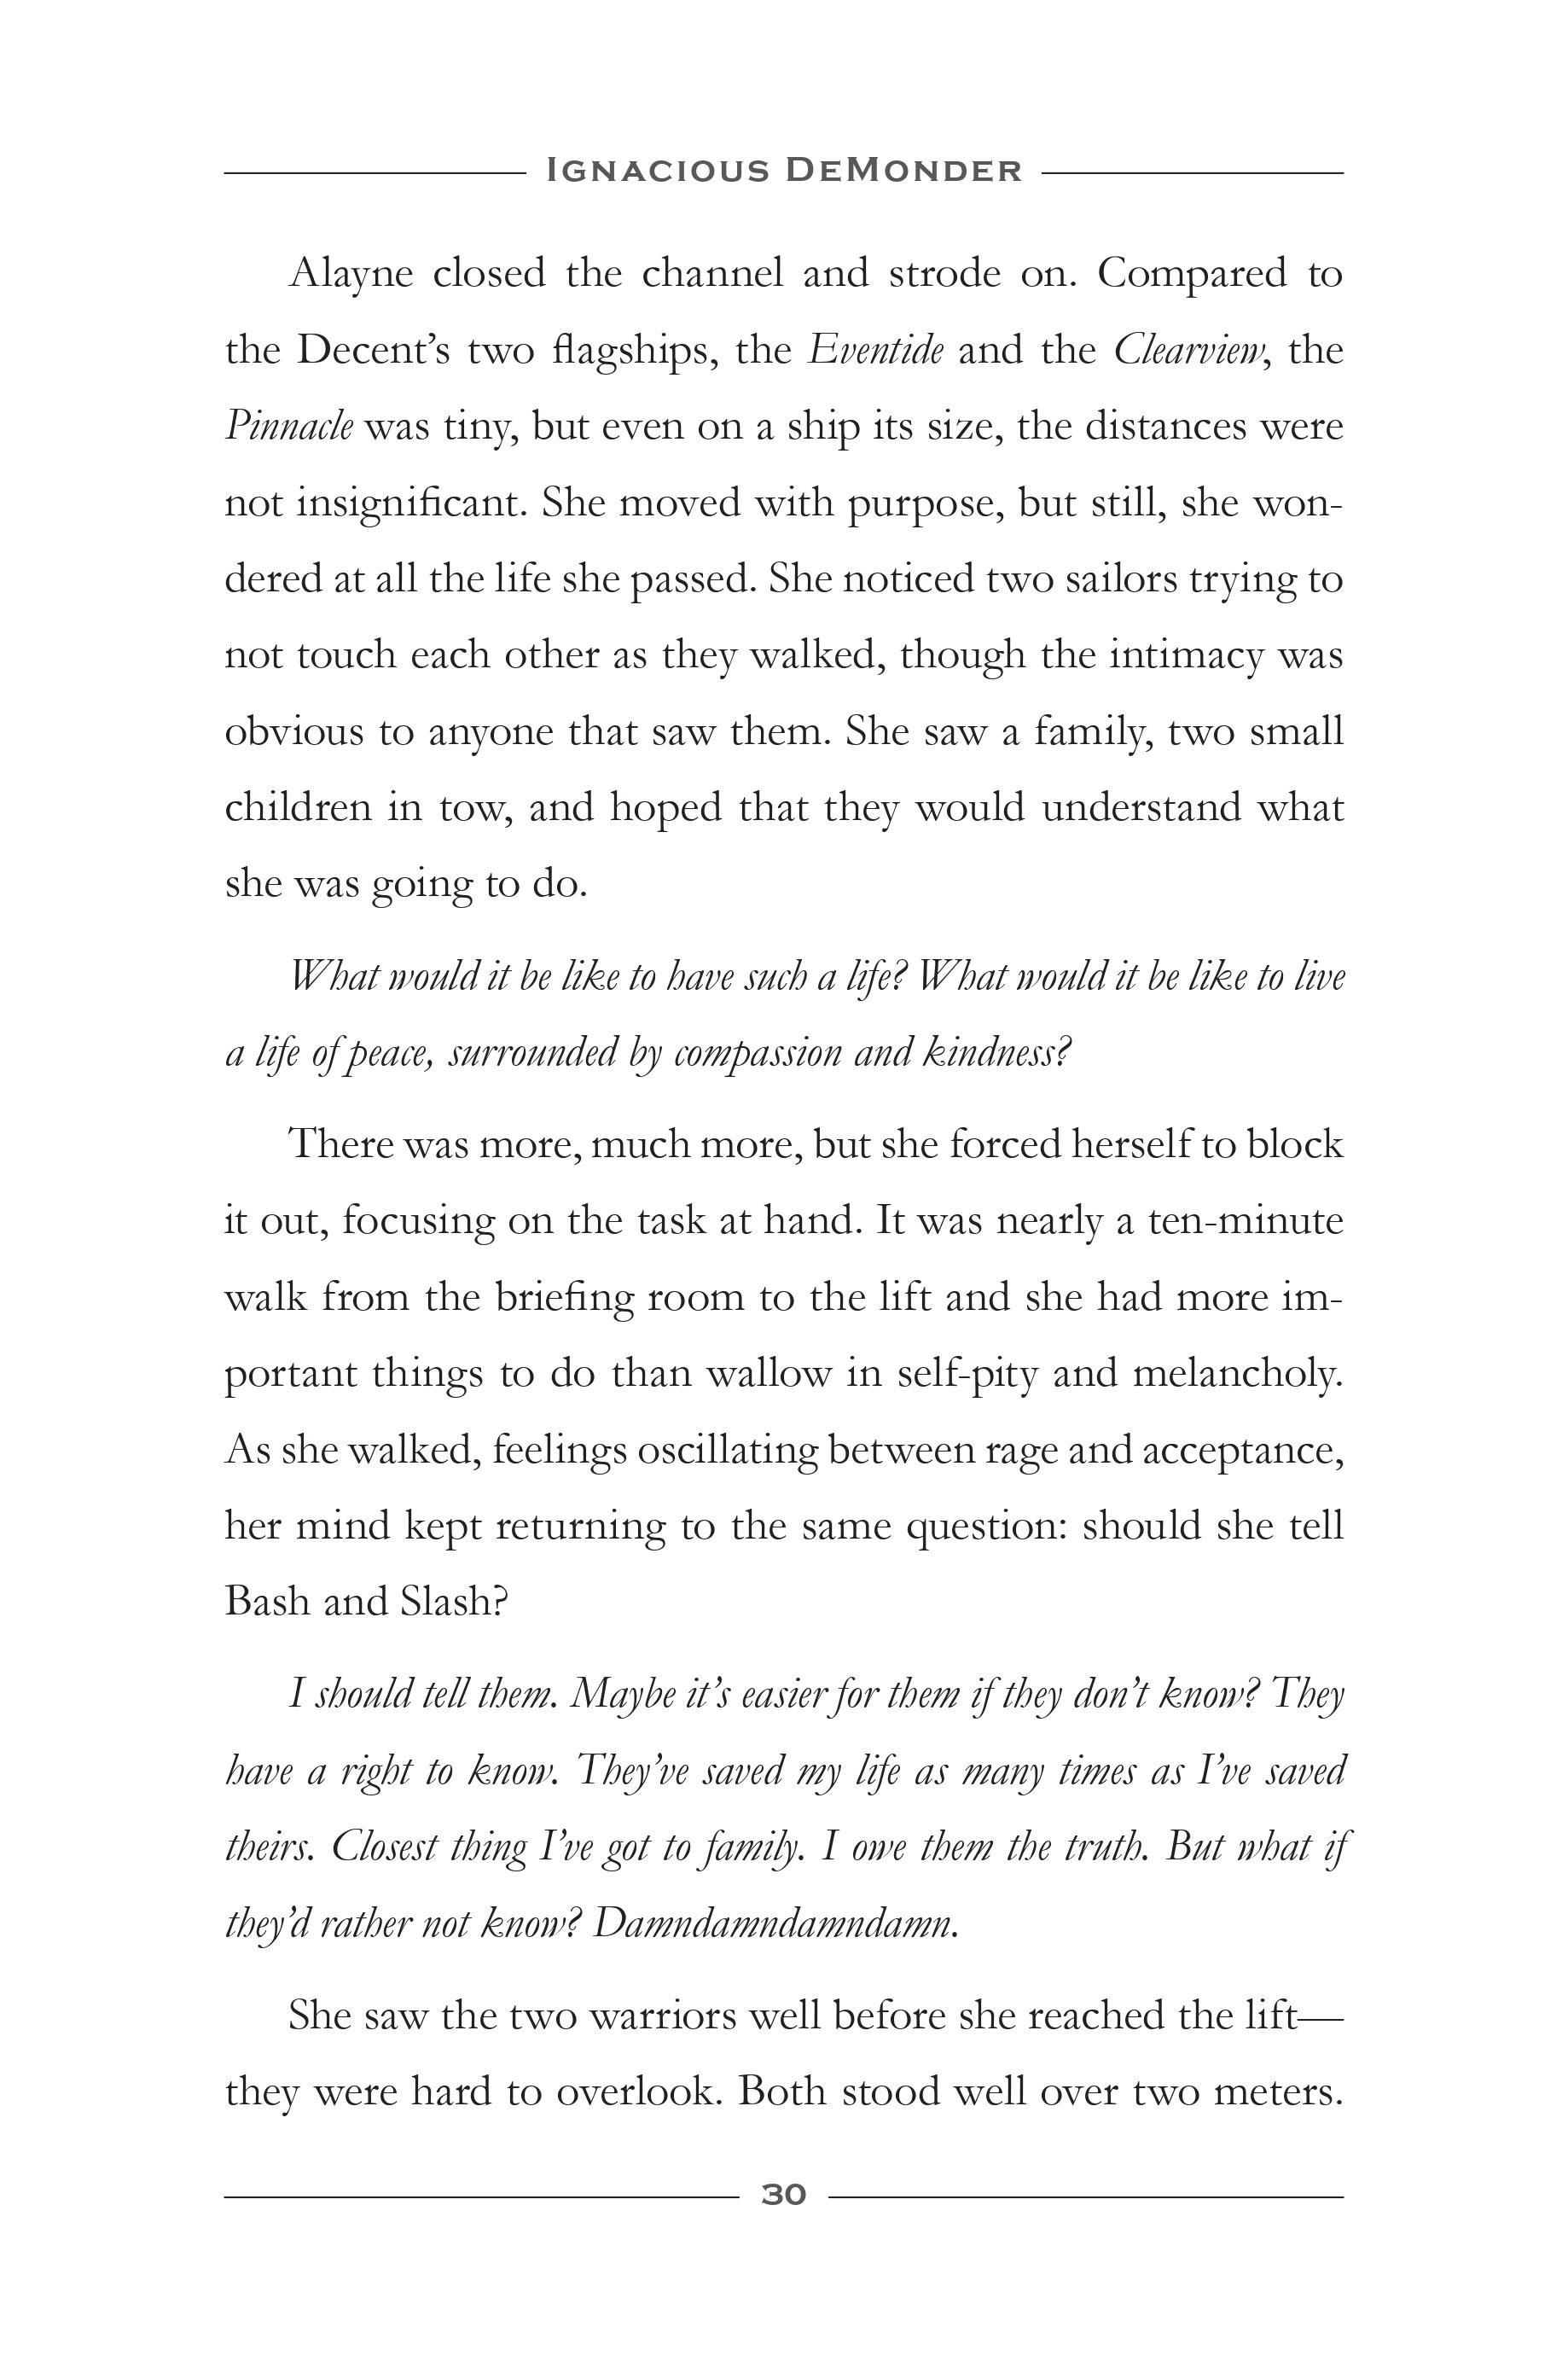 Ignacious DeMonder
Alayne closed the channel and strode on. Compared to
the Decent’s two flagships, the Eventide and the Clearview, the
Pinnacle was tiny, but even on a ship its size, the distances were
not insignificant. She moved with purpose, but still, she won-
dered at all the life she passed. She noticed two sailors trying to
not touch each other as they walked, though the intimacy was
obvious to anyone that saw them. She saw a family, two small
children in tow, and hoped that they would understand what
she was going to do.
What would it be like to have such a life? What would it be like to live
a life of peace, surrounded by compassion and kindness?
There was more, much more, but she forced herself to block
it out, focusing on the task at hand. It was nearly a ten-minute
walk from the briefing room to the lift and she had more im-
portant things to do than wallow in self-pity and melancholy.
As she walked, feelings oscillating between rage and acceptance,
her mind kept returning to the same question: should she tell
Bash and Slash?
I should tell them. Maybe it’s easier for them if they don’t know? They
have a right to know. They’ve saved my life as many times as I’ve saved
theirs. Closest thing I’ve got to family. I owe them the truth. But what if
they’d rather not know? Damndamndamndamn.
She saw the two warriors well before she reached the lift—
they were hard to overlook. Both stood well over two meters.
30